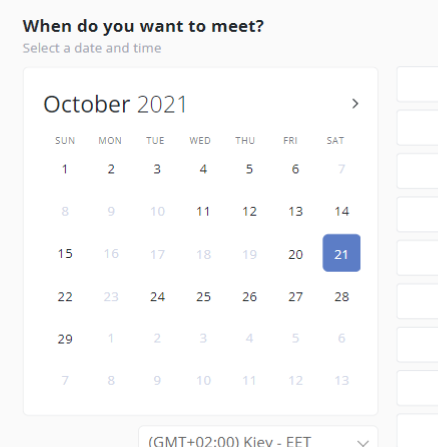 When do you want to meet?
Select a date and time
October 2021
SUN MON TUE WED THU FRI SAT
1 2 3 4 5 6 7
8 9 10 11 12 13 14
15 16 17 18 19 20 21
22 23 24 25 26 27 28
29 1 2 3 4 5 6
7 8 9 10 11 12 13
(GMT+02:00) Kiev - EET